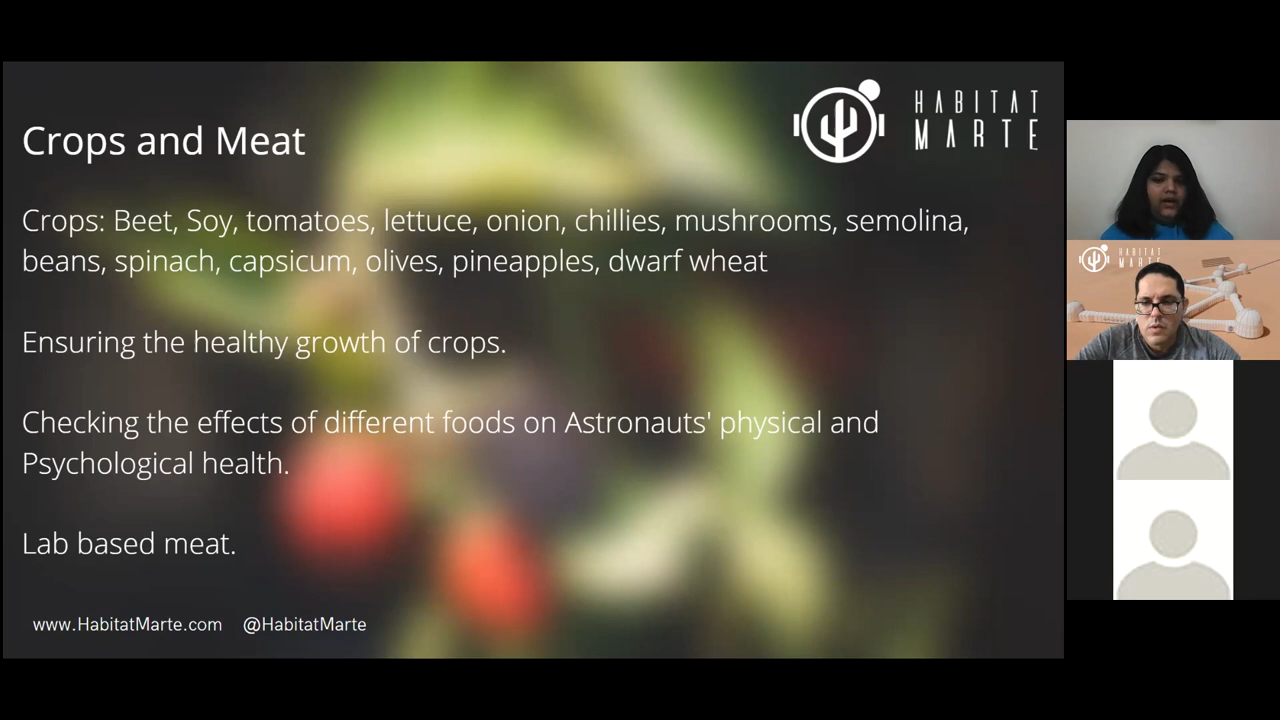 HABITAT
MARTE
Crops and Meat
Crops: Beet, Soy, tomatoes, lettuce, onion, chillies, mushrooms, semolina,
beans, spinach, capsicum, olives, pineapples, dwarf wheat
Ensuring the healthy growth of crops.
Checking the effects of different foods on Astronauts' physical and
Psychological health.
Lab based meat.
www.HabitatMarte.com @HabitatMarte
HABITAT